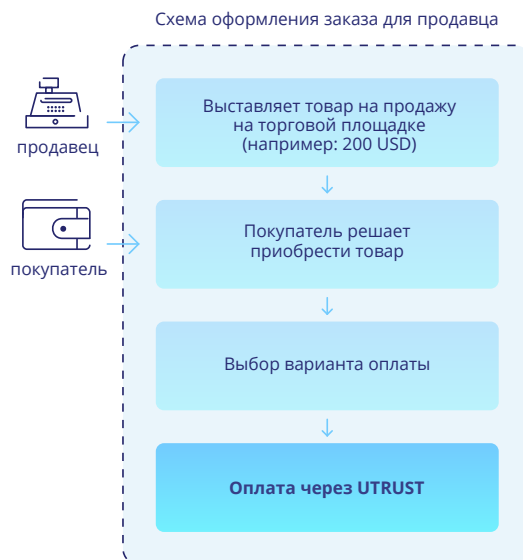 Схема оформления заказа для продавца
Выставляет товар на продажу
на торговой площадке
(например: 200 USD)
продавец
Покупатель решает
приобрести товар
покупатель
Выбор варианта оплаты
Оплата через UTRUST